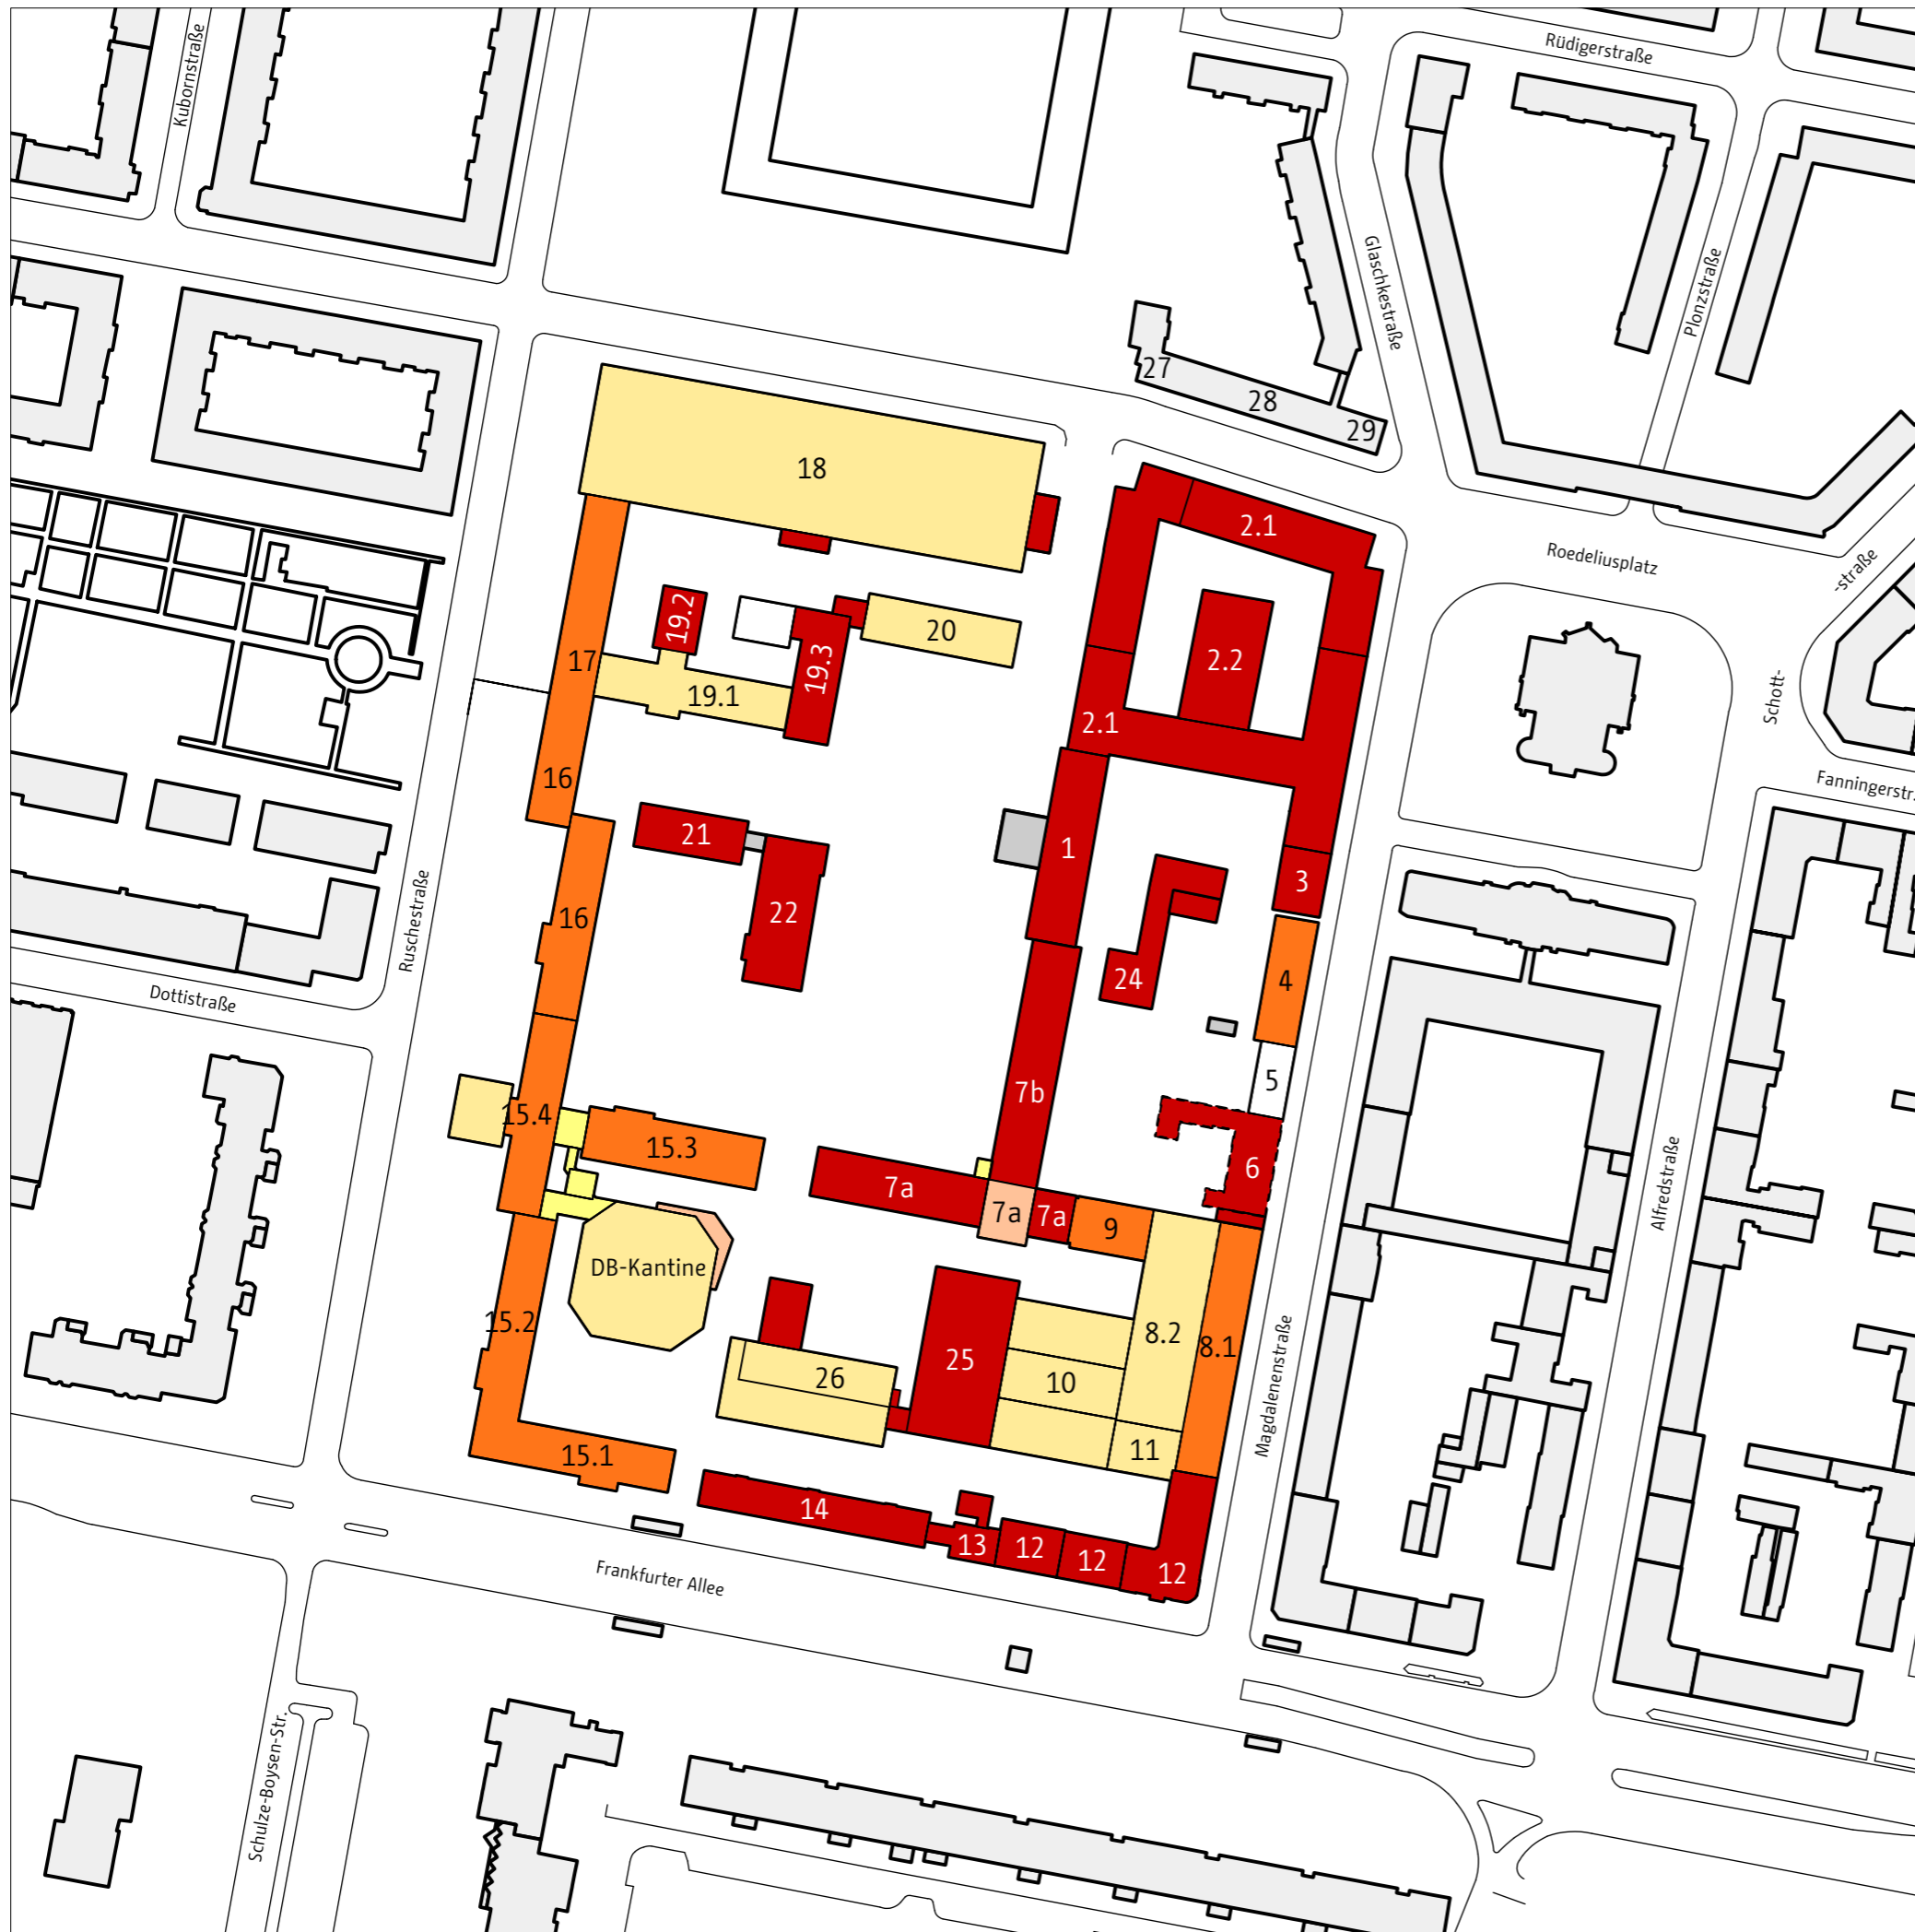 Kubornstraße
Rüdigerstraße
Glaschkestraße
Plonzstraße
27
28
29
18
2.1
Roedeliusplatz
-straße
19.2
20
2.2
17
19.3
19.1
2.1
Schott-
16
Fanningerstr.
21
1
3
16
22
Ruschestraße
24
4
Dottistraße
5
7b
15.4
15.3
6
7a
7a
7a
9
Alfredstraße
DB-Kantine
15.2
8.2
8.1
25
26
10
Magdalenenstraße
11
15.1
14
13
12
12
12
Frankfurter Allee
Schulze-Boysen-Str.